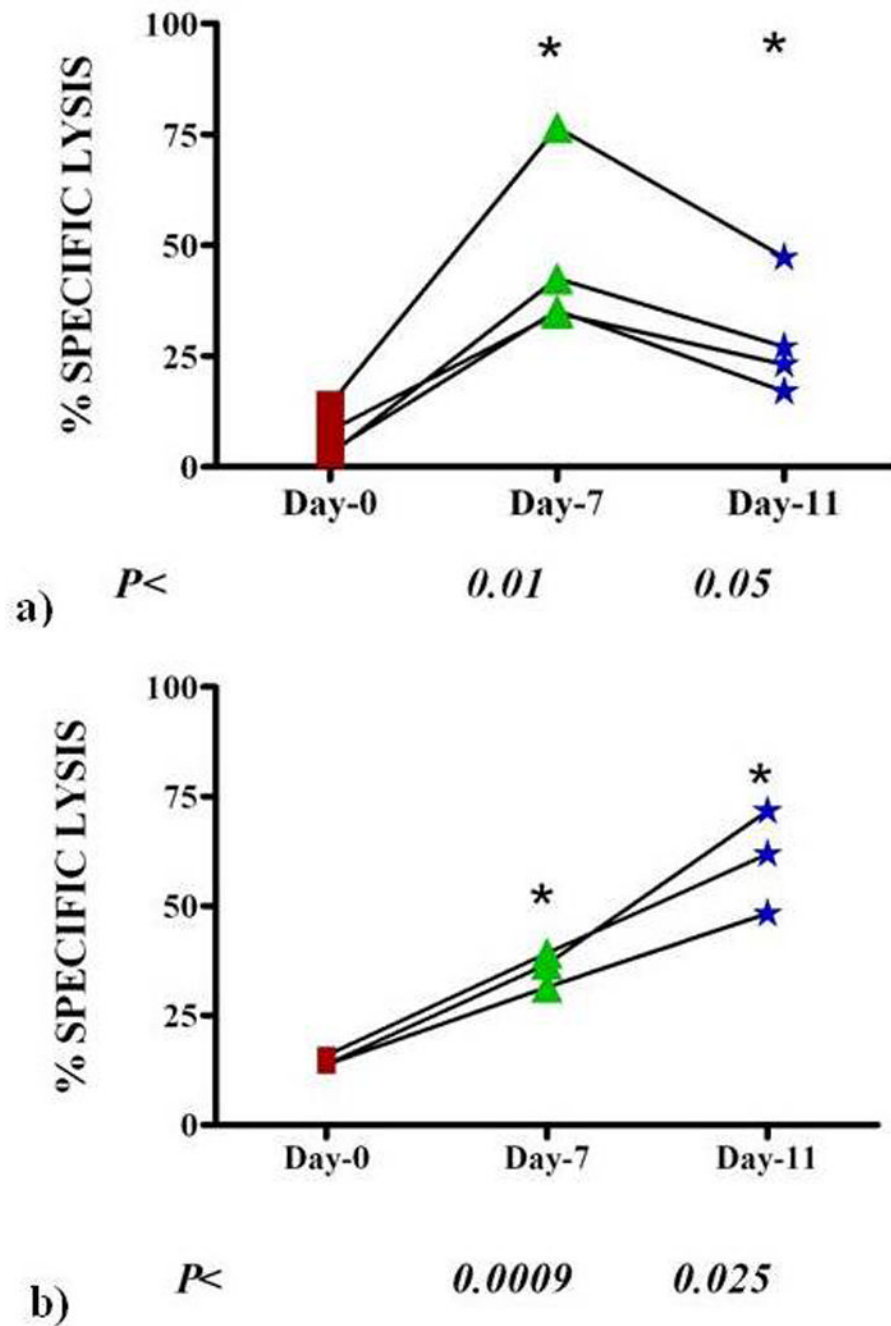 100
75
50
25
0
% SPECIFIC LYSIS
*
*
Day-0 Day-7 Day-11
P< 0.01 0.05
a)
100
75
50
25
0
% SPECIFIC LYSIS
*
*
Day-0 Day-7 Day-11
P< 0.0009 0.025
b)